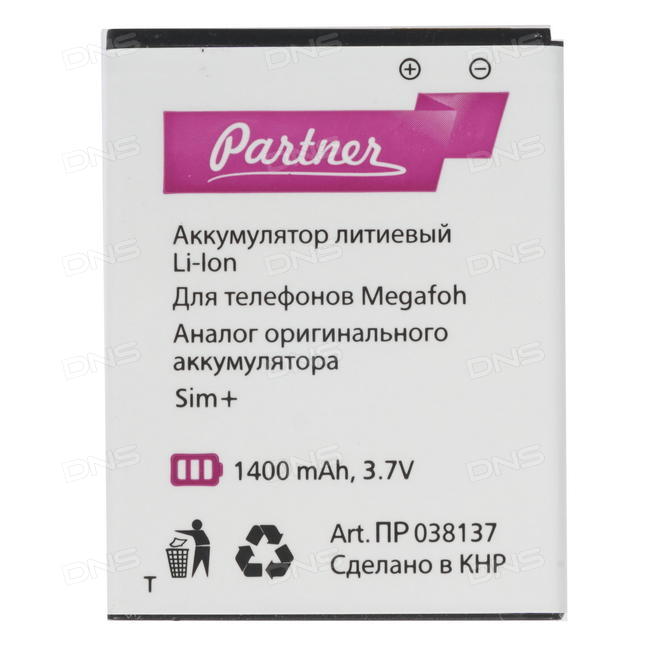 Partner
Аккумулятор литиевый
Li-Ion
Для телефонов Megafoh
Аналог оригинального
аккумулятора
Sim+
1400 mAh, 3.7V
Art. ПР 038137
Сделано в КНР
T
DNS